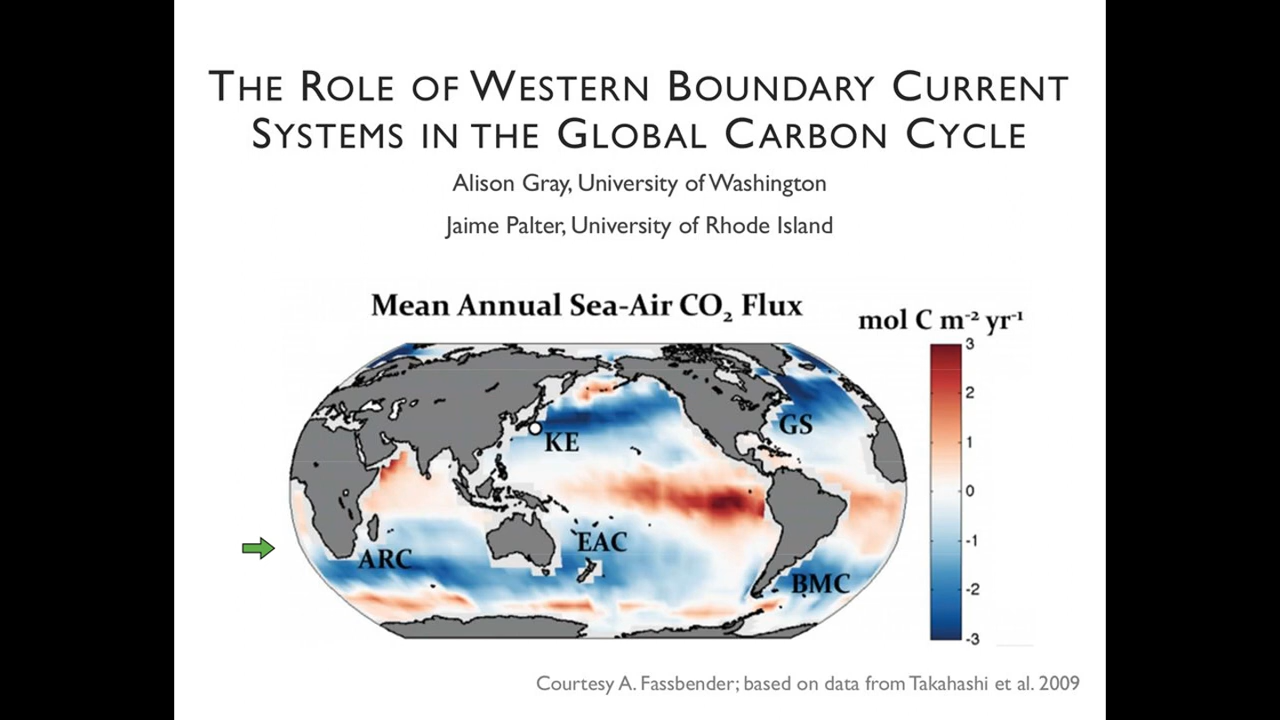 THE ROLE OF WESTERN BOUNDARY CURRENT
SYSTEMS IN THE GLOBAL CARBON CYCLE
Alison Gray, University of Washington
Jaime Palter, University of Rhode Island
Mean Annual Sea-Air CO₂ Flux
mol C m⁻² yr⁻¹
3
2
1
0
-1
-2
-3
GS
KE
EAC
ARC
BMC
Courtesy A. Fassbender; based on data from Takahashi et al. 2009